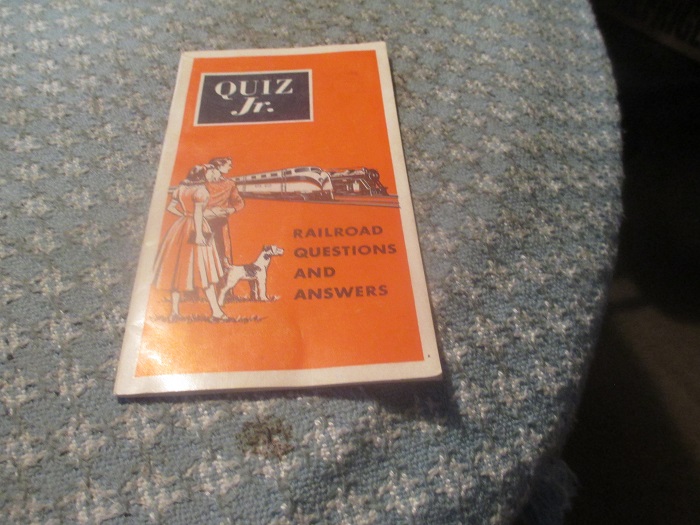 QUIZ
Jr.
RAILROAD
QUESTIONS
AND
ANSWERS